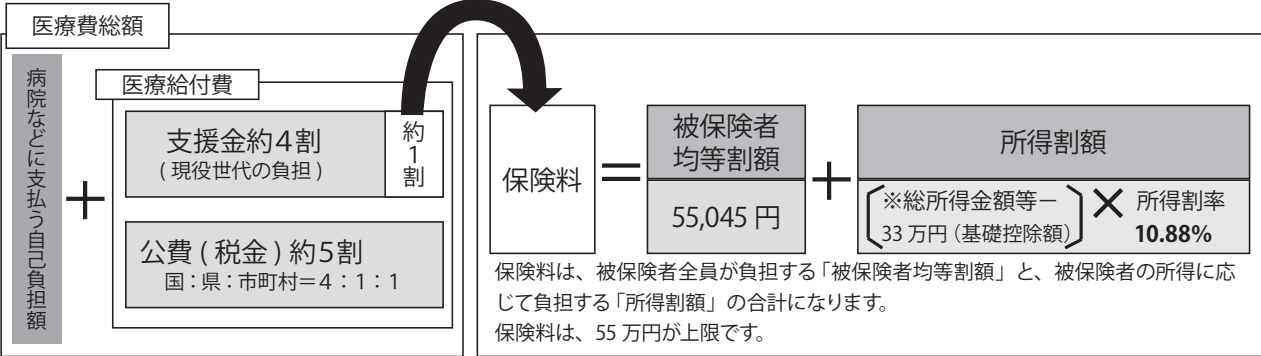 医療費総額
病院などに支払う自己負担額
+
医療給付費
支援金約4割
(現役世代の負担)
約1割
公費(税金)約5割
国:県:市町村=4:1:1
保険料
=
被保険者
均等割額
55,045円
+
所得割額
※総所得金額等−
33万円(基礎控除額)
×
所得割率
10.88%
保険料は、被保険者全員が負担する「被保険者均等割額」と、被保険者の所得に応
じて負担する「所得割額」の合計になります。
保険料は、55万円が上限です。